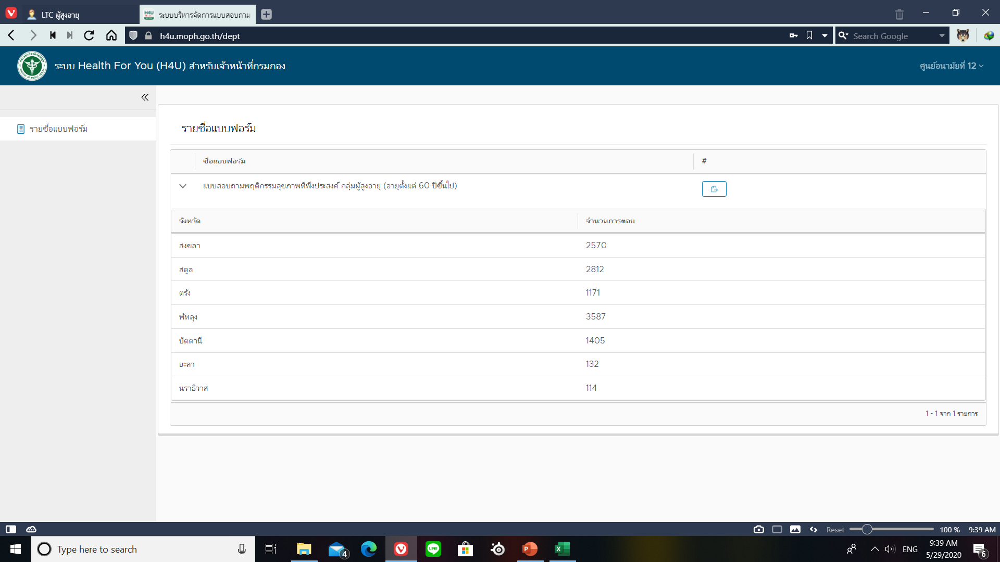 LTC ผู้สูงอายุ
ระบบบริหารจัดการแบบสอบถาม
h4u.moph.go.th/dept
Search Google
ระบบ Health For You (H4U) สำหรับเจ้าหน้าที่กรมกอง
ศูนย์อนามัยที่ 12
รายชื่อแบบฟอร์ม
รายชื่อแบบฟอร์ม
ชื่อแบบฟอร์ม #
แบบสอบถามพฤติกรรมสุขภาพที่พึงประสงค์ กลุ่มผู้สูงอายุ (อายุตั้งแต่ 60 ปีขึ้นไป)
จังหวัด จำนวนการตอบ
สงขลา 2570
สตูล 2812
ตรัง 1171
พัทลุง 3587
ปัตตานี 1405
ยะลา 132
นราธิวาส 114
1 - 1 จาก 1 รายการ
Reset 100 % 9:39 AM
Type here to search
4
LINE
ENG
9:39 AM
5/29/2020
6